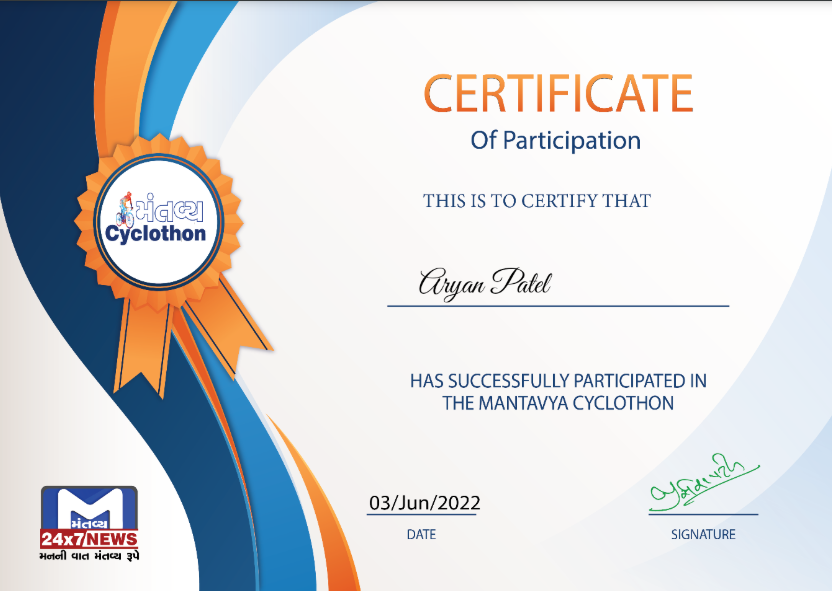 CERTIFICATE
Of Participation
THIS IS TO CERTIFY THAT
Aryan Patel
HAS SUCCESSFULLY PARTICIPATED IN
THE MANTAVYA CYCLOTHON
03/Jun/2022
DATE
SIGNATURE
મંતવ્ય
Cyclothon
મંતવ્ય
24x7NEWS
મનની વાત મંતવ્ય રૂપે